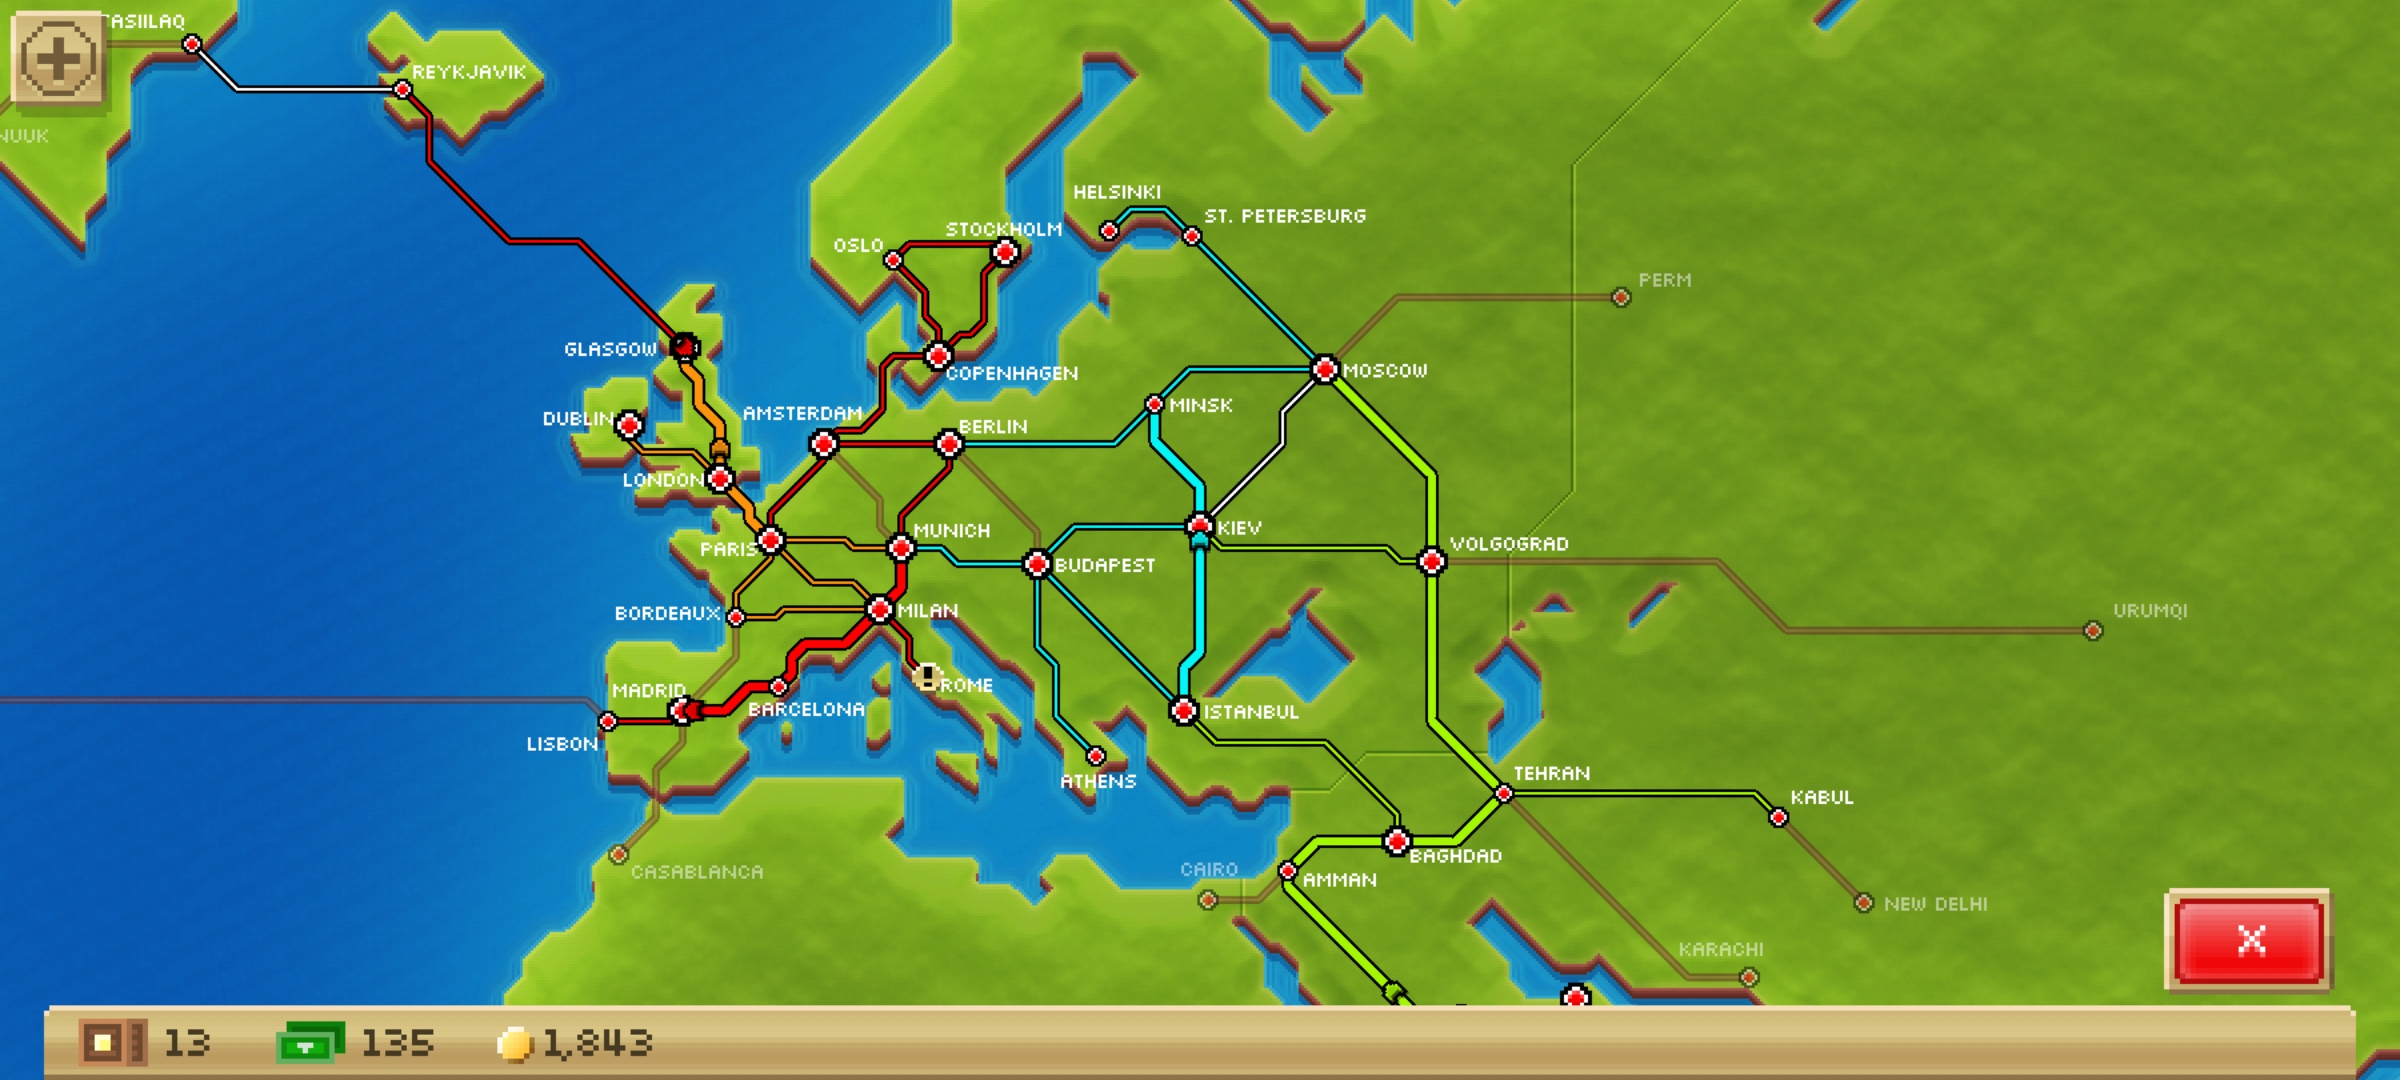 TASIILAQ
REYKJAVIK
NUUK
HELSINKI
ST. PETERSBURG
STOCKHOLM
OSLO
PERM
GLASGOW
MOSCOW
COPENHAGEN
DUBLIN
AMSTERDAM
BERLIN
MINSK
LONDON
MUNICH
KIEV
VOLGOGRAD
PARIS
BUDAPEST
BORDEAUX
MILAN
URUMQI
MADRID
ROME
BARCELONA
ISTANBUL
LISBON
ATHENS
TEHRAN
KABUL
CASABLANCA
CAIRO
AMMAN
BAGHDAD
NEW DELHI
KARACHI
X
13
135
1,843